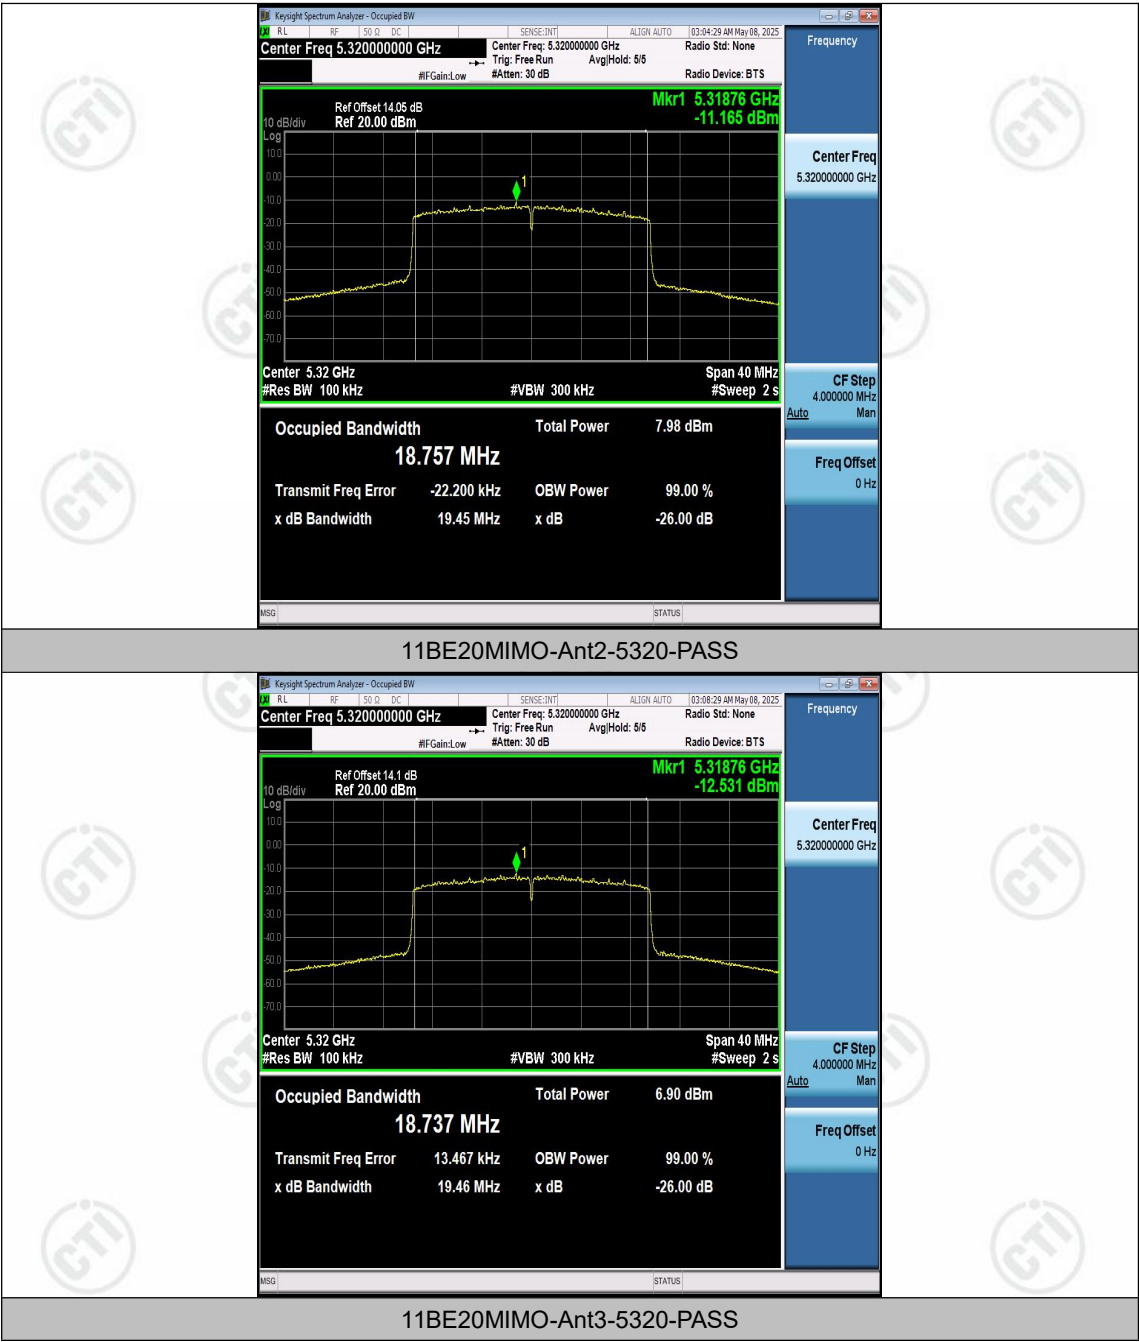 Keysight Spectrum Analyzer - Occupied BW
RL RF 50 Ω DC SENSE:INT ALIGN AUTO 03:04:29 AM May 08, 2025
Center Freq 5.320000000 GHz
Center Freq: 5.320000000 GHz Radio Std: None
Trig: Free Run Avg|Hold: 5/5
#IFGain:Low #Atten: 30 dB Radio Device: BTS
Frequency
Mkr1 5.31876 GHz
-11.165 dBm
Ref Offset 14.05 dB
10 dB/div Ref 20.00 dBm
Log
10.0
0.00
-10.0
-20.0
-30.0
-40.0
-50.0
-60.0
-70.0
1
Center 5.32 GHz Span 40 MHz
#Res BW 100 kHz #VBW 300 kHz #Sweep 2 s
Center Freq
5.320000000 GHz
CF Step
4.000000 MHz
Auto Man
Freq Offset
0 Hz
Occupied Bandwidth Total Power 7.98 dBm
18.757 MHz
Transmit Freq Error -22.200 kHz OBW Power 99.00 %
x dB Bandwidth 19.45 MHz x dB -26.00 dB
MSG STATUS
11BE20MIMO-Ant2-5320-PASS
Keysight Spectrum Analyzer - Occupied BW
RL RF 50 Ω DC SENSE:INT ALIGN AUTO 03:08:29 AM May 08, 2025
Center Freq 5.320000000 GHz
Center Freq: 5.320000000 GHz Radio Std: None
Trig: Free Run Avg|Hold: 5/5
#IFGain:Low #Atten: 30 dB Radio Device: BTS
Frequency
Mkr1 5.31876 GHz
-12.531 dBm
Ref Offset 14.1 dB
10 dB/div Ref 20.00 dBm
Log
10.0
0.00
-10.0
-20.0
-30.0
-40.0
-50.0
-60.0
-70.0
1
Center 5.32 GHz Span 40 MHz
#Res BW 100 kHz #VBW 300 kHz #Sweep 2 s
Center Freq
5.320000000 GHz
CF Step
4.000000 MHz
Auto Man
Freq Offset
0 Hz
Occupied Bandwidth Total Power 6.90 dBm
18.737 MHz
Transmit Freq Error 13.467 kHz OBW Power 99.00 %
x dB Bandwidth 19.46 MHz x dB -26.00 dB
MSG STATUS
11BE20MIMO-Ant3-5320-PASS
CTI
CTI
CTI
CTI
CTI
CTI
CTI
CTI